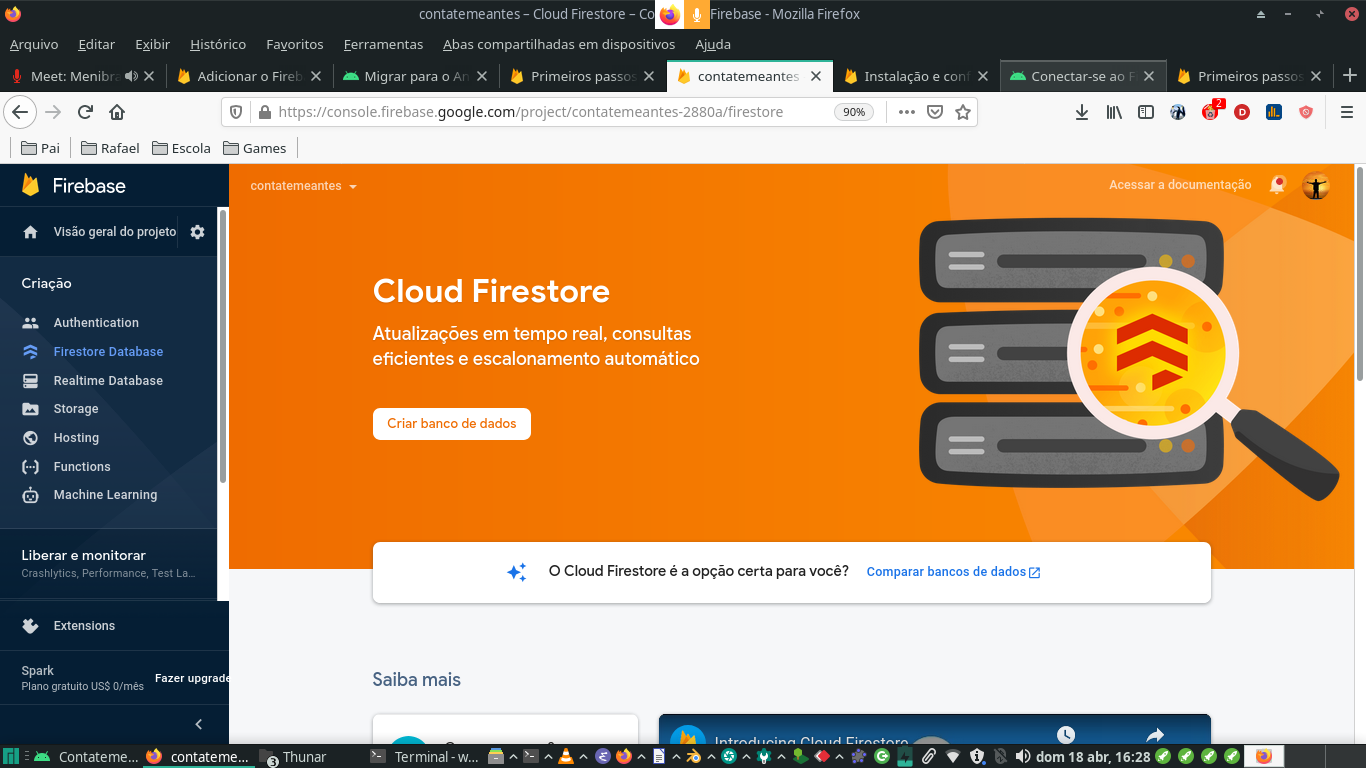 contatemeantes – Cloud Firestore – Co Firebase - Mozilla Firefox
Arquivo Editar Exibir Histórico Favoritos Ferramentas Abas compartilhadas em dispositivos Ajuda
Meet: Menibra Adicionar o Fireb Migrar para o An Primeiros passos contatemeantes Instalação e conf Conectar-se ao F Primeiros passos
https://console.firebase.google.com/project/contatemeantes-2880a/firestore 90% 2
Pai Rafael Escola Games
Firebase
contatemeantes
Acessar a documentação
Visão geral do projeto
Criação
Authentication
Firestore Database
Realtime Database
Storage
Hosting
Functions
Machine Learning
Liberar e monitorar
Crashlytics, Performance, Test La...
Extensions
Spark
Plano gratuito US$ 0/mês
Fazer upgrade
Cloud Firestore
Atualizações em tempo real, consultas
eficientes e escalonamento automático
Criar banco de dados
O Cloud Firestore é a opção certa para você? Comparar bancos de dados
Saiba mais
Introducing Cloud Firestore
Contateme... contateme... 3 Thunar Terminal - w... dom 18 abr, 16:28